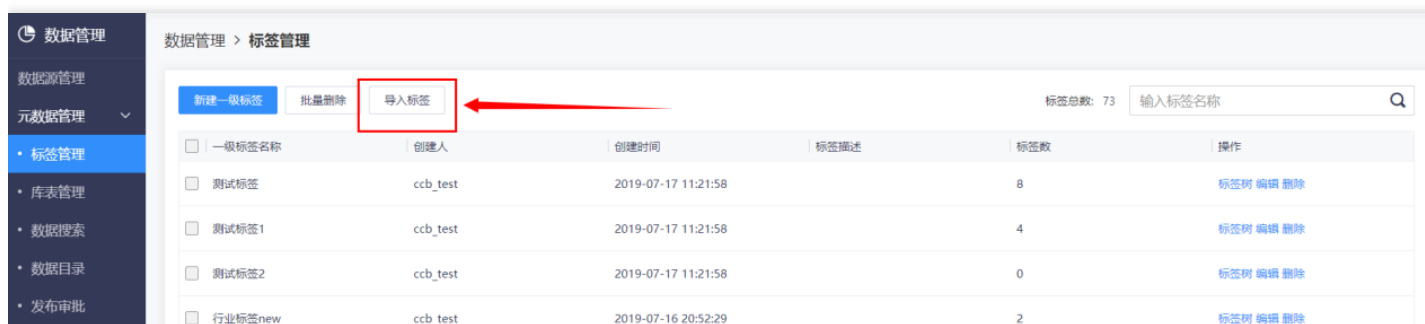 数据管理
数据管理 > 标签管理
数据源管理
元数据管理
• 标签管理
• 库表管理
• 数据搜索
• 数据目录
• 发布审批
新建一级标签 批量删除 导入标签 标签总数: 73 输入标签名称
一级标签名称 创建人 创建时间 标签描述 标签数 操作
测试标签 ccb_test 2019-07-17 11:21:58 8 标签树 编辑 删除
测试标签1 ccb_test 2019-07-17 11:21:58 4 标签树 编辑 删除
测试标签2 ccb_test 2019-07-17 11:21:58 0 标签树 编辑 删除
行业标签new ccb test 2019-07-16 20:52:29 2 标签树 编辑 删除